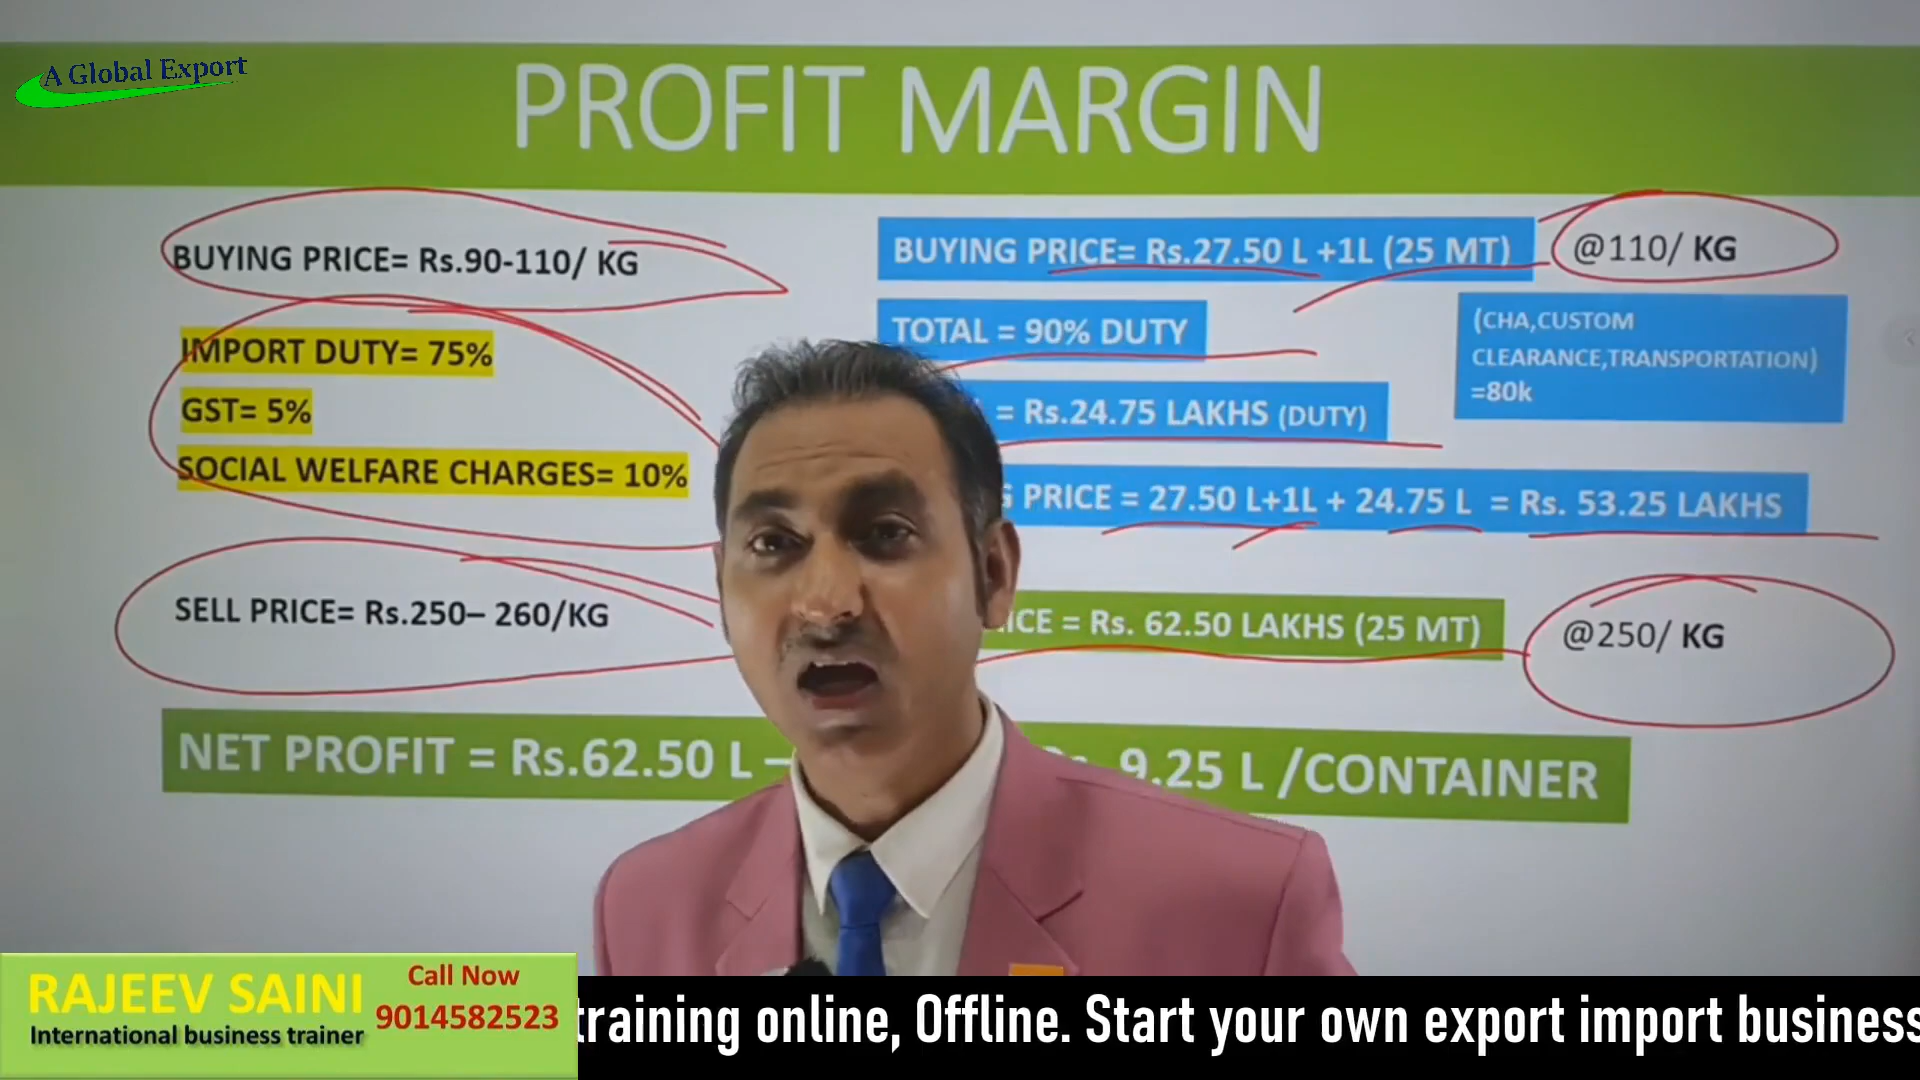 A Global Export
PROFIT MARGIN
BUYING PRICE= Rs.90-110/ KG
IMPORT DUTY= 75%
GST= 5%
SOCIAL WELFARE CHARGES= 10%
SELL PRICE= Rs.250– 260/KG
BUYING PRICE= Rs.27.50 L +1L (25 MT)
@110/ KG
TOTAL = 90% DUTY
(CHA,CUSTOM
CLEARANCE,TRANSPORTATION)
=80k
= Rs.24.75 LAKHS (DUTY)
PRICE = 27.50 L+1L + 24.75 L = Rs. 53.25 LAKHS
= Rs. 62.50 LAKHS (25 MT)
@250/ KG
NET PROFIT = Rs.62.50 L – 9.25 L /CONTAINER
RAJEEV SAINI
International business trainer
Call Now
9014582523
training online, Offline. Start your own export import business